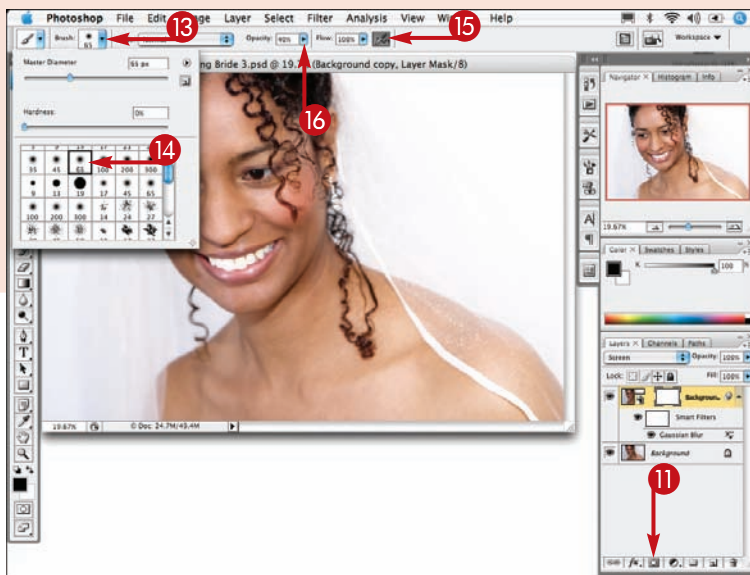 Photoshop File Edit Layer Select Filter Analysis View Help
13
15
Brush: 65 Opacity: 40% Flow: 100% Workspace
Master Diameter 65 px
ng Bride 3.psd @ 19.7% (Background copy, Layer Mask/8)
16
Navigator Histogram Info
Hardness: 0%
14
35 45 65 100 200 300
9 13 19 17 45 65
100 200 300 14 24 27
19.67%
Color Swatches Styles
K 100 %
Layers Channels Paths
Screen Opacity: 100%
Lock: Fill: 100%
Backgroun...
Smart Filters
Gaussian Blur
Background
19.67% Doc: 24.7M/45.4M
11